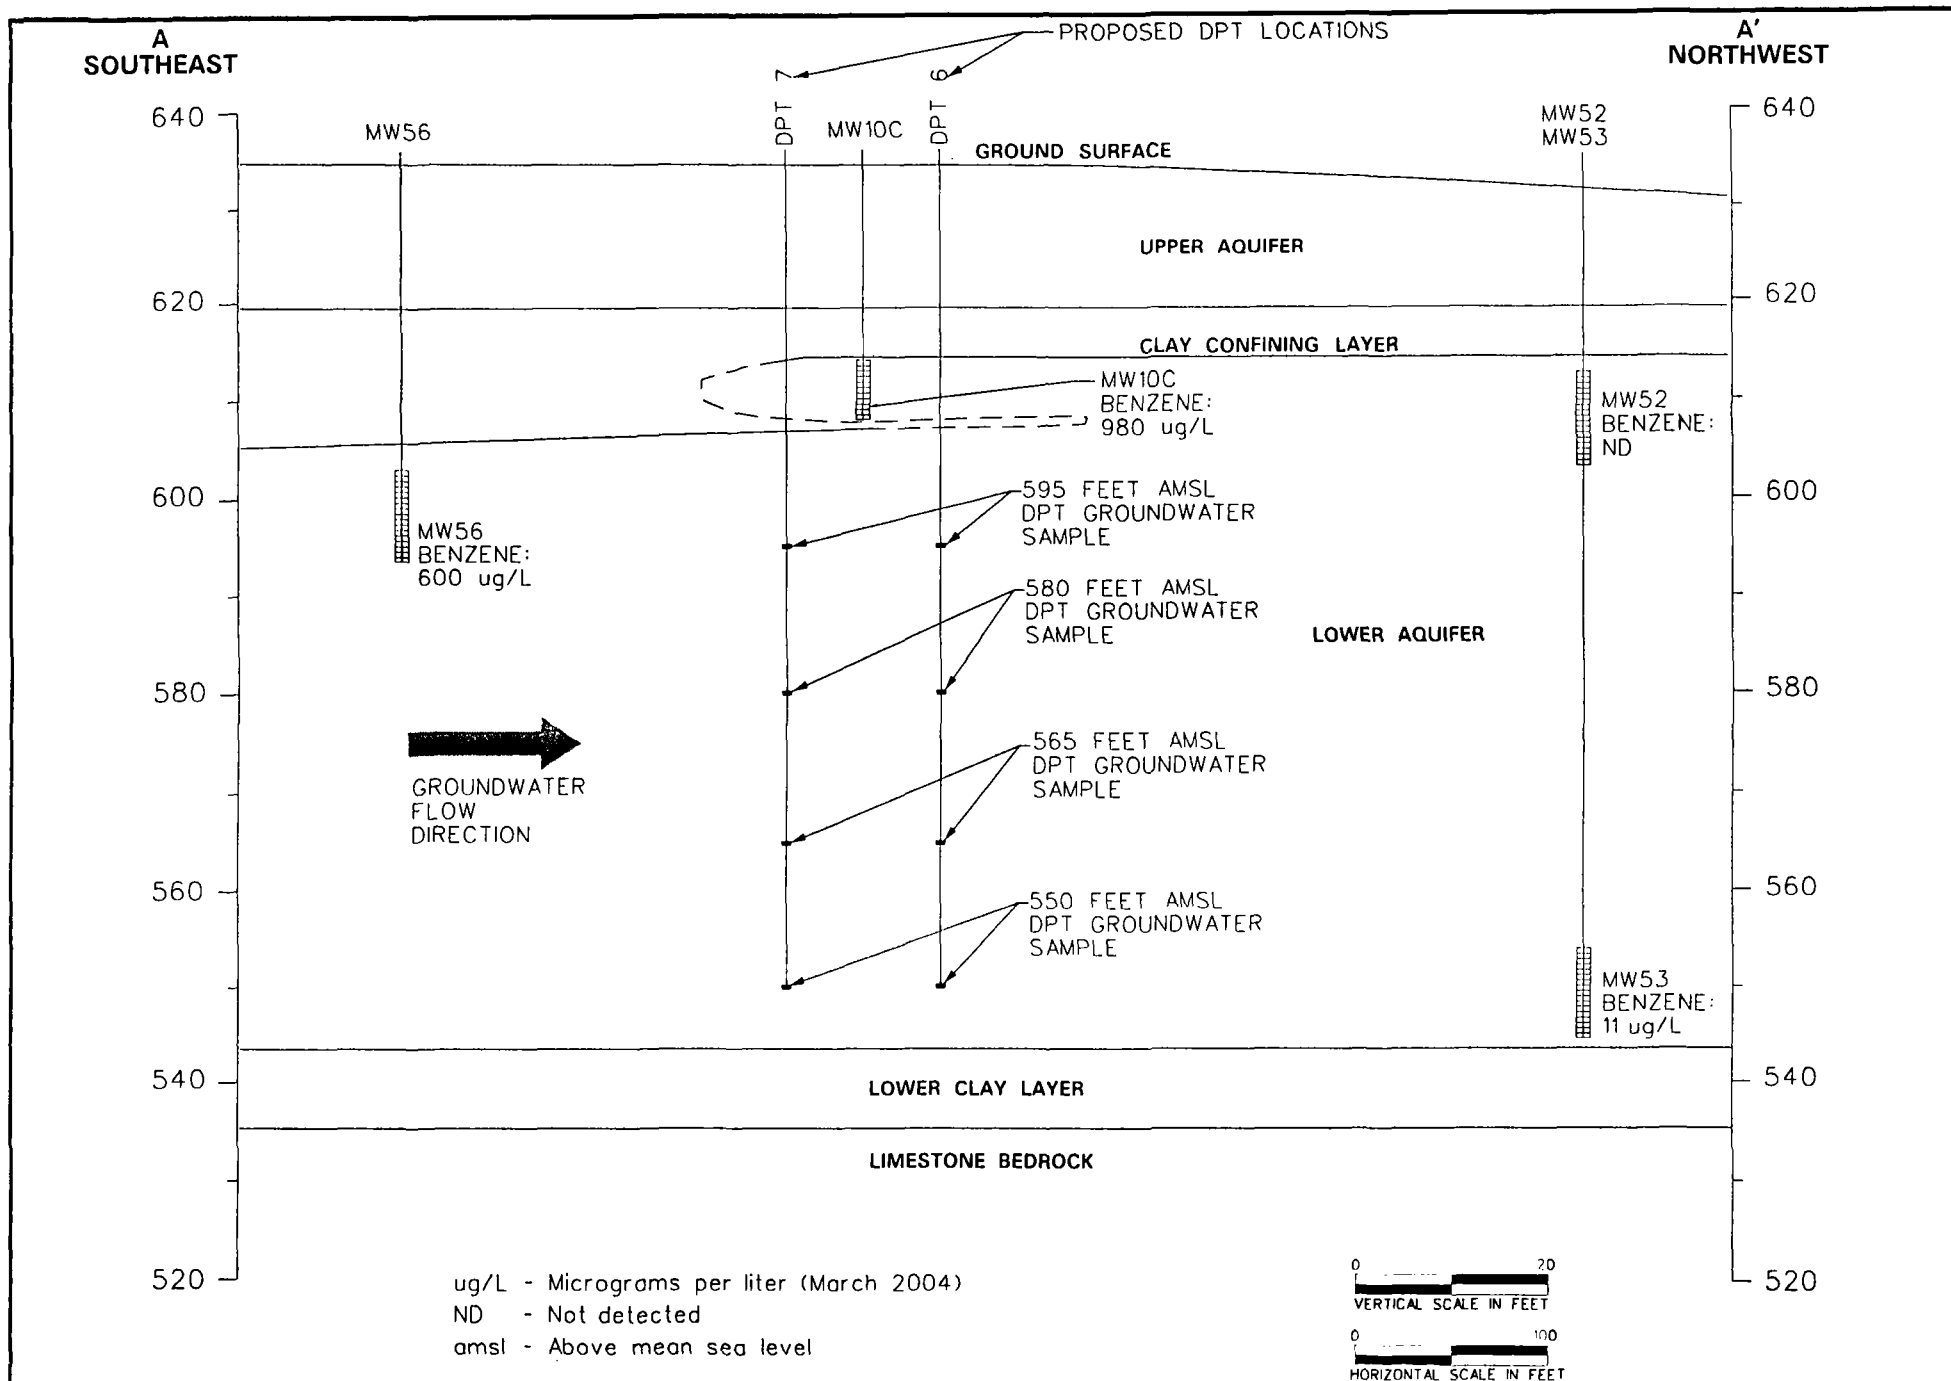 A
SOUTHEAST
PROPOSED DPT LOCATIONS
A'
NORTHWEST
DPT 7
DPT 6
MW56
MW10C
MW52
MW53
GROUND SURFACE
640
640
UPPER AQUIFER
620
620
CLAY CONFINING LAYER
MW10C
BENZENE:
980 ug/L
MW52
BENZENE:
ND
600
600
595 FEET AMSL
DPT GROUNDWATER
SAMPLE
MW56
BENZENE:
600 ug/L
580 FEET AMSL
DPT GROUNDWATER
SAMPLE
LOWER AQUIFER
580
580
565 FEET AMSL
DPT GROUNDWATER
SAMPLE
GROUNDWATER
FLOW
DIRECTION
560
560
550 FEET AMSL
DPT GROUNDWATER
SAMPLE
MW53
BENZENE:
11 ug/L
540
540
LOWER CLAY LAYER
LIMESTONE BEDROCK
520
520
ug/L - Micrograms per liter (March 2004)
ND - Not detected
amsl - Above mean sea level
0 20
VERTICAL SCALE IN FEET
0 100
HORIZONTAL SCALE IN FEET